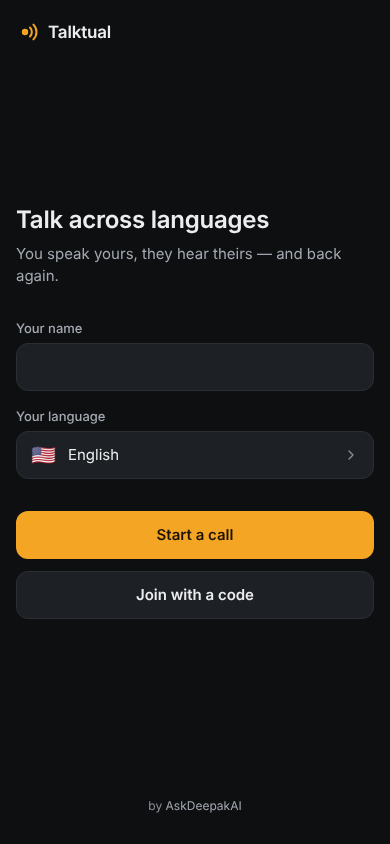 Talktual
Talk across languages
You speak yours, they hear theirs — and back
again.
Your name
Your language
English
Start a call
Join with a code
by AskDeepakAI